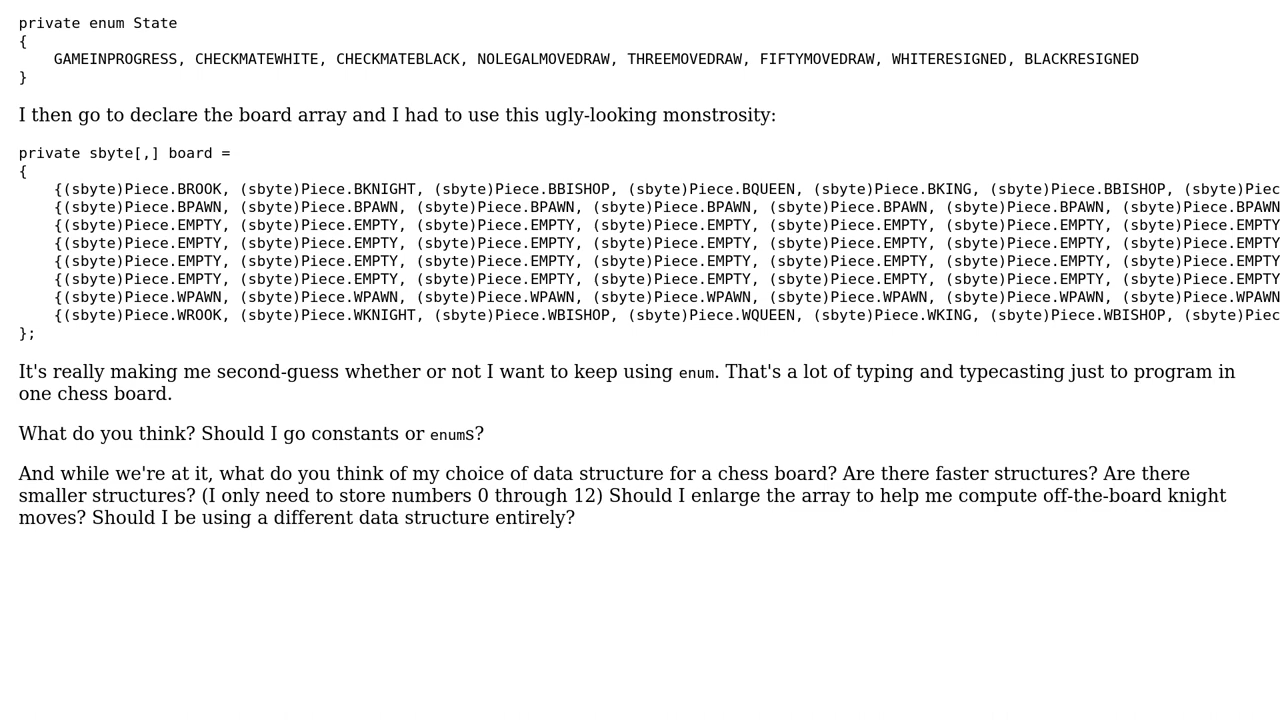 private enum State
{
    GAMEINPROGRESS, CHECKMATEWHITE, CHECKMATEBLACK, NOLEGALMOVEDRAW, THREEMOVEDRAW, FIFTYMOVEDRAW, WHITERESIGNED, BLACKRESIGNED
}
I then go to declare the board array and I had to use this ugly-looking monstrosity:
private sbyte[,] board =
{
    {(sbyte)Piece.BROOK, (sbyte)Piece.BKNIGHT, (sbyte)Piece.BBISHOP, (sbyte)Piece.BQUEEN, (sbyte)Piece.BKING, (sbyte)Piece.BBISHOP, (sbyte)Piec
    {(sbyte)Piece.BPAWN, (sbyte)Piece.BPAWN, (sbyte)Piece.BPAWN, (sbyte)Piece.BPAWN, (sbyte)Piece.BPAWN, (sbyte)Piece.BPAWN, (sbyte)Piece.BPAWN
    {(sbyte)Piece.EMPTY, (sbyte)Piece.EMPTY, (sbyte)Piece.EMPTY, (sbyte)Piece.EMPTY, (sbyte)Piece.EMPTY, (sbyte)Piece.EMPTY, (sbyte)Piece.EMPTY
    {(sbyte)Piece.EMPTY, (sbyte)Piece.EMPTY, (sbyte)Piece.EMPTY, (sbyte)Piece.EMPTY, (sbyte)Piece.EMPTY, (sbyte)Piece.EMPTY, (sbyte)Piece.EMPTY
    {(sbyte)Piece.EMPTY, (sbyte)Piece.EMPTY, (sbyte)Piece.EMPTY, (sbyte)Piece.EMPTY, (sbyte)Piece.EMPTY, (sbyte)Piece.EMPTY, (sbyte)Piece.EMPTY
    {(sbyte)Piece.EMPTY, (sbyte)Piece.EMPTY, (sbyte)Piece.EMPTY, (sbyte)Piece.EMPTY, (sbyte)Piece.EMPTY, (sbyte)Piece.EMPTY, (sbyte)Piece.EMPTY
    {(sbyte)Piece.WPAWN, (sbyte)Piece.WPAWN, (sbyte)Piece.WPAWN, (sbyte)Piece.WPAWN, (sbyte)Piece.WPAWN, (sbyte)Piece.WPAWN, (sbyte)Piece.WPAWN
    {(sbyte)Piece.WROOK, (sbyte)Piece.WKNIGHT, (sbyte)Piece.WBISHOP, (sbyte)Piece.WQUEEN, (sbyte)Piece.WKING, (sbyte)Piece.WBISHOP, (sbyte)Piec
};
It's really making me second-guess whether or not I want to keep using enum. That's a lot of typing and typecasting just to program in
one chess board.
What do you think? Should I go constants or enums?
And while we're at it, what do you think of my choice of data structure for a chess board? Are there faster structures? Are there
smaller structures? (I only need to store numbers 0 through 12) Should I enlarge the array to help me compute off-the-board knight
moves? Should I be using a different data structure entirely?